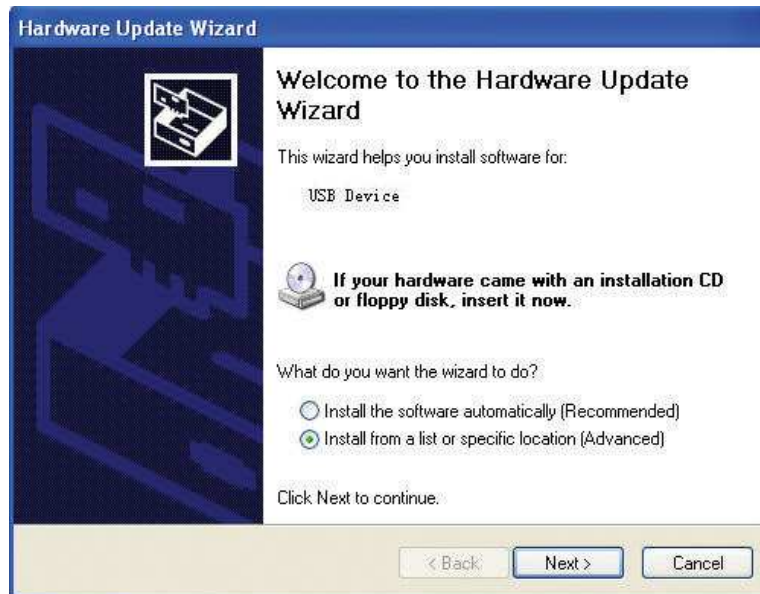 Hardware Update Wizard
Welcome to the Hardware Update
Wizard
This wizard helps you install software for:
USB Device
If your hardware came with an installation CD
or floppy disk, insert it now.
What do you want the wizard to do?
Install the software automatically (Recommended)
Install from a list or specific location (Advanced)
Click Next to continue.
< Back
Next >
Cancel